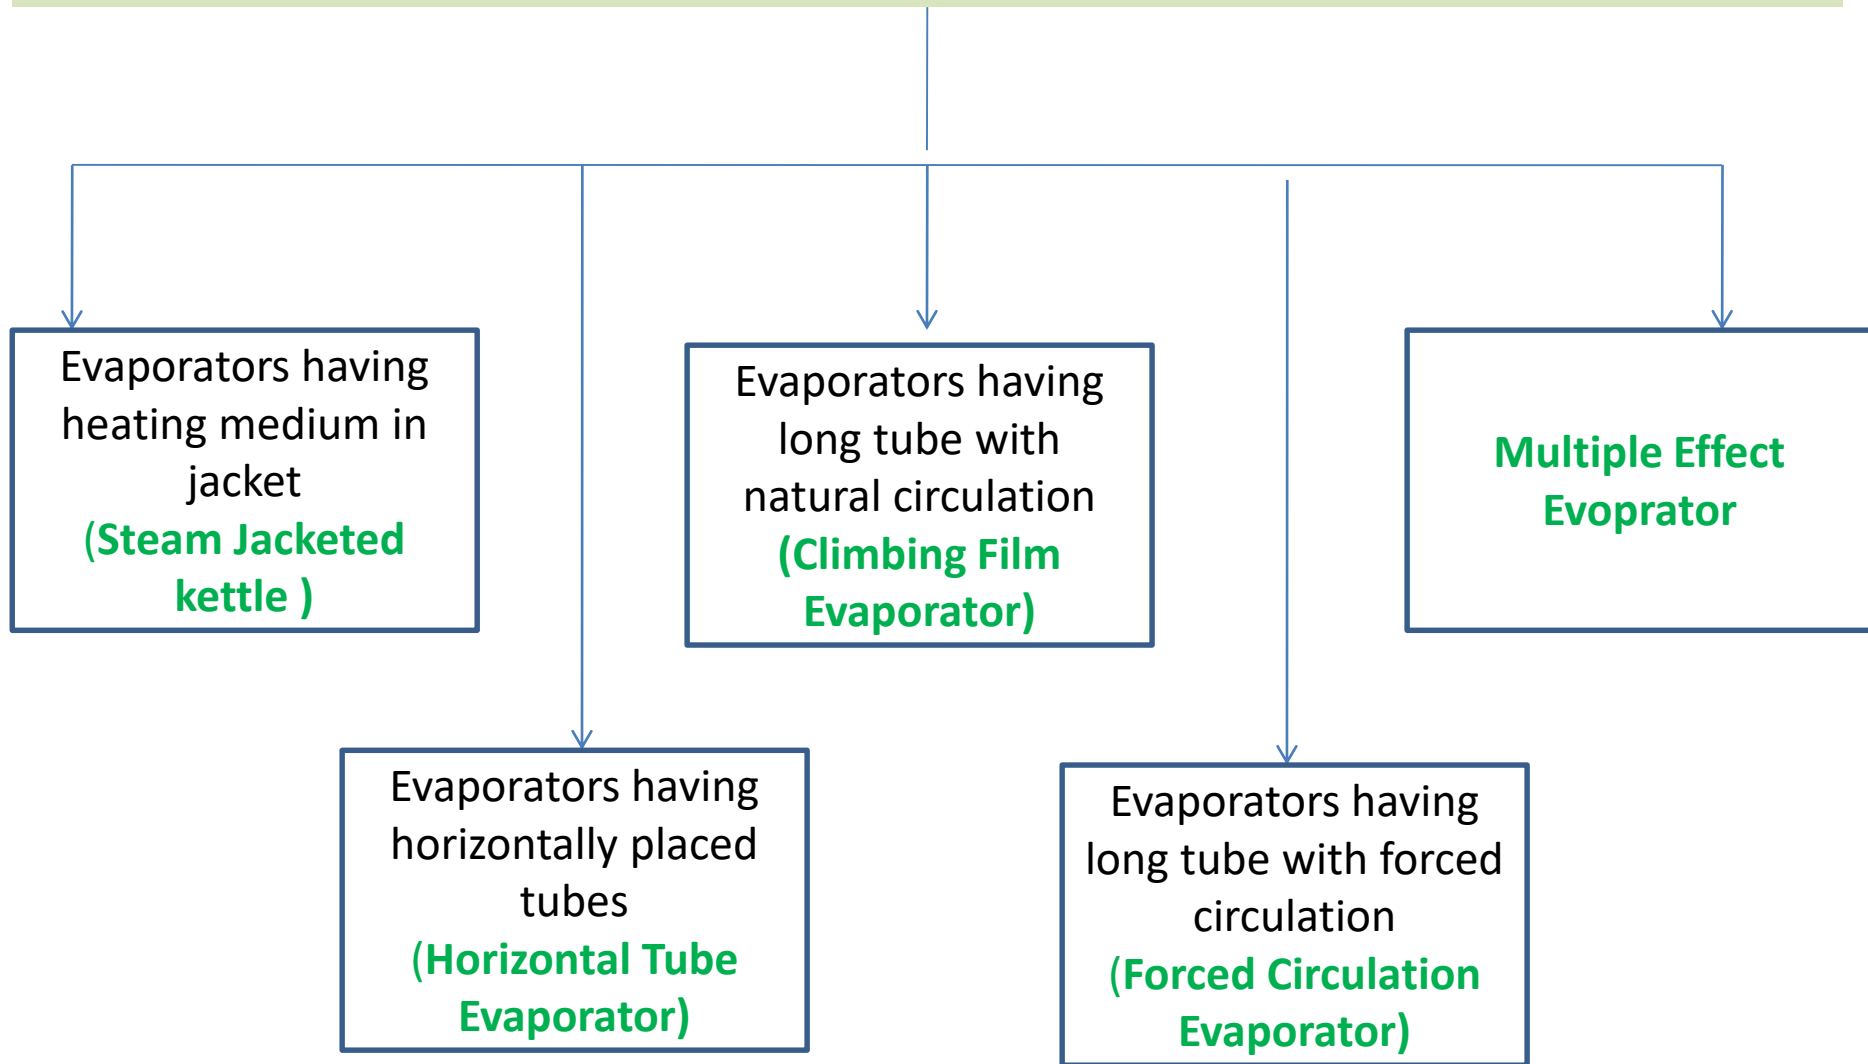 Evaporators having
heating medium in
jacket
(Steam Jacketed
kettle )
Evaporators having
long tube with
natural circulation
(Climbing Film
Evaporator)
Multiple Effect
Evoprator
Evaporators having
horizontally placed
tubes
(Horizontal Tube
Evaporator)
Evaporators having
long tube with forced
circulation
(Forced Circulation
Evaporator)